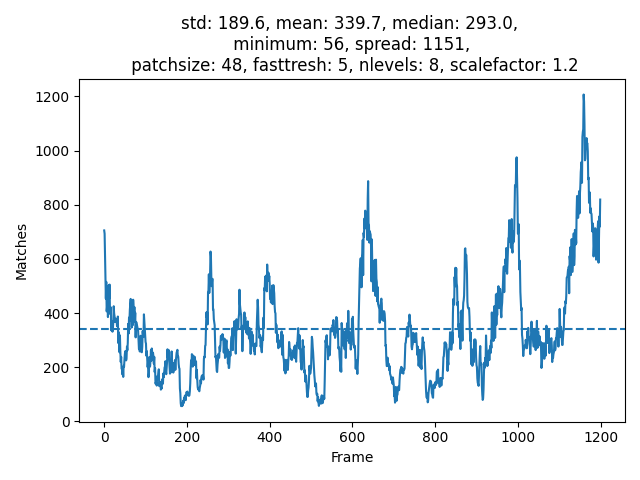 std: 189.6, mean: 339.7, median: 293.0,
minimum: 56, spread: 1151,
patchsize: 48, fasttresh: 5, nlevels: 8, scalefactor: 1.2
1200
1000
800
600
400
200
0
Matches
0 200 400 600 800 1000 1200
Frame